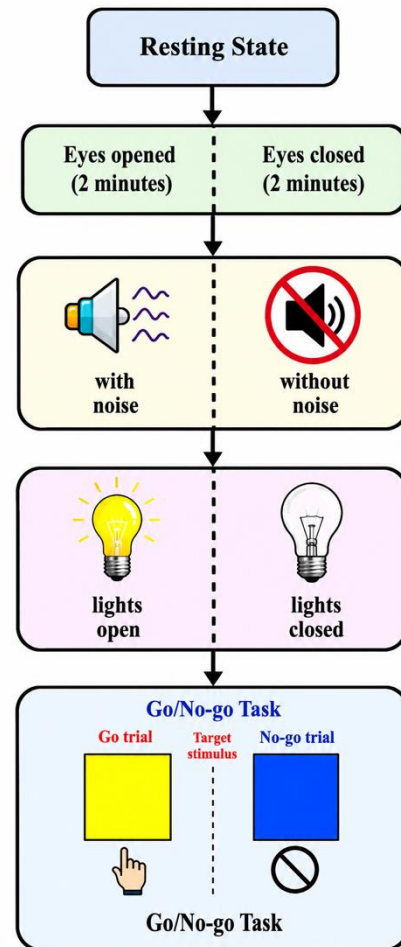 Resting State
Eyes opened
(2 minutes)
Eyes closed
(2 minutes)
with
noise
without
noise
lights
open
lights
closed
Go/No-go Task
Go trial
Target
stimulus
No-go trial
Go/No-go Task